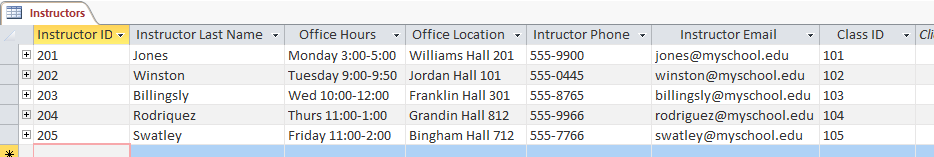 Instructors
Instructor ID Instructor Last Name Office Hours Office Location Intructor Phone Instructor Email Class ID Clic
201 Jones Monday 3:00-5:00 Williams Hall 201 555-9900 jones@myschool.edu 101
202 Winston Tuesday 9:00-9:50 Jordan Hall 101 555-0445 winston@myschool.edu 102
203 Billingsly Wed 10:00-12:00 Franklin Hall 301 555-8765 billingsly@myschool.edu 103
204 Rodriquez Thurs 11:00-1:00 Grandin Hall 812 555-9966 rodriguez@myschool.edu 104
205 Swatley Friday 11:00-2:00 Bingham Hall 712 555-7766 swatley@myschool.edu 105